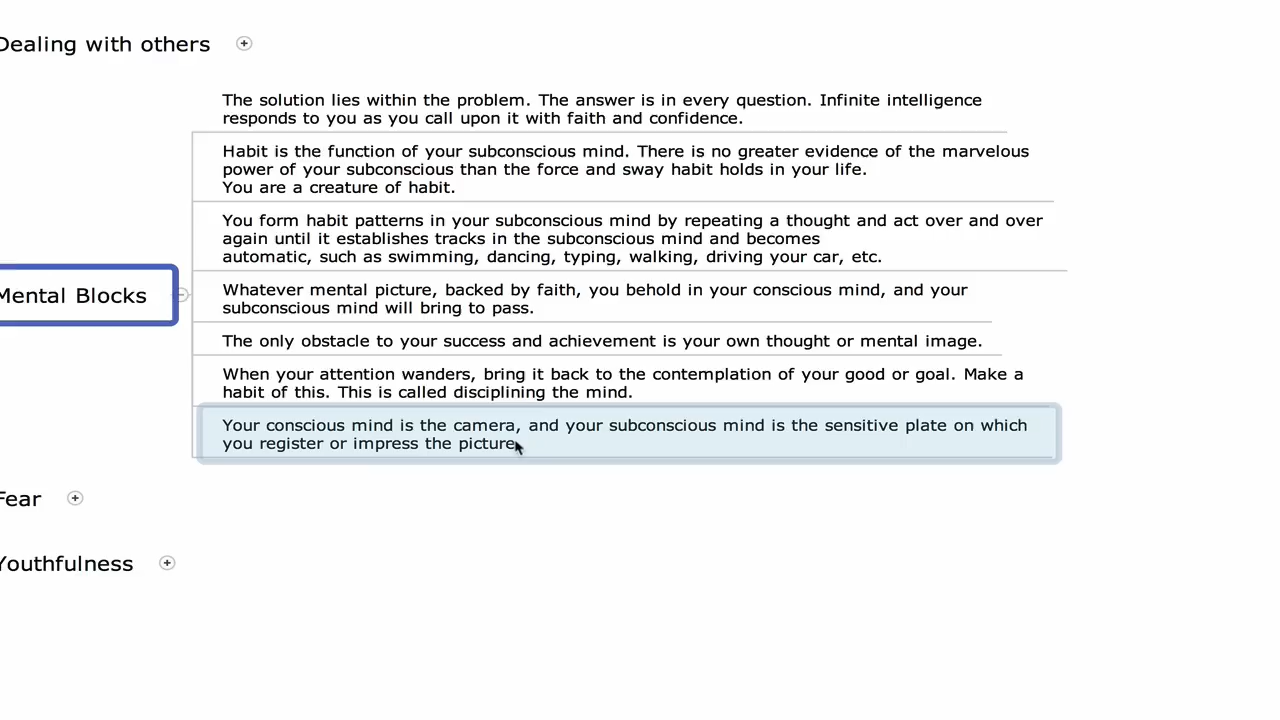 Dealing with others
The solution lies within the problem. The answer is in every question. Infinite intelligence
responds to you as you call upon it with faith and confidence.
Habit is the function of your subconscious mind. There is no greater evidence of the marvelous
power of your subconscious than the force and sway habit holds in your life.
You are a creature of habit.
You form habit patterns in your subconscious mind by repeating a thought and act over and over
again until it establishes tracks in the subconscious mind and becomes
automatic, such as swimming, dancing, typing, walking, driving your car, etc.
Mental Blocks
Whatever mental picture, backed by faith, you behold in your conscious mind, and your
subconscious mind will bring to pass.
The only obstacle to your success and achievement is your own thought or mental image.
When your attention wanders, bring it back to the contemplation of your good or goal. Make a
habit of this. This is called disciplining the mind.
Your conscious mind is the camera, and your subconscious mind is the sensitive plate on which
you register or impress the picture.
Fear
Youthfulness